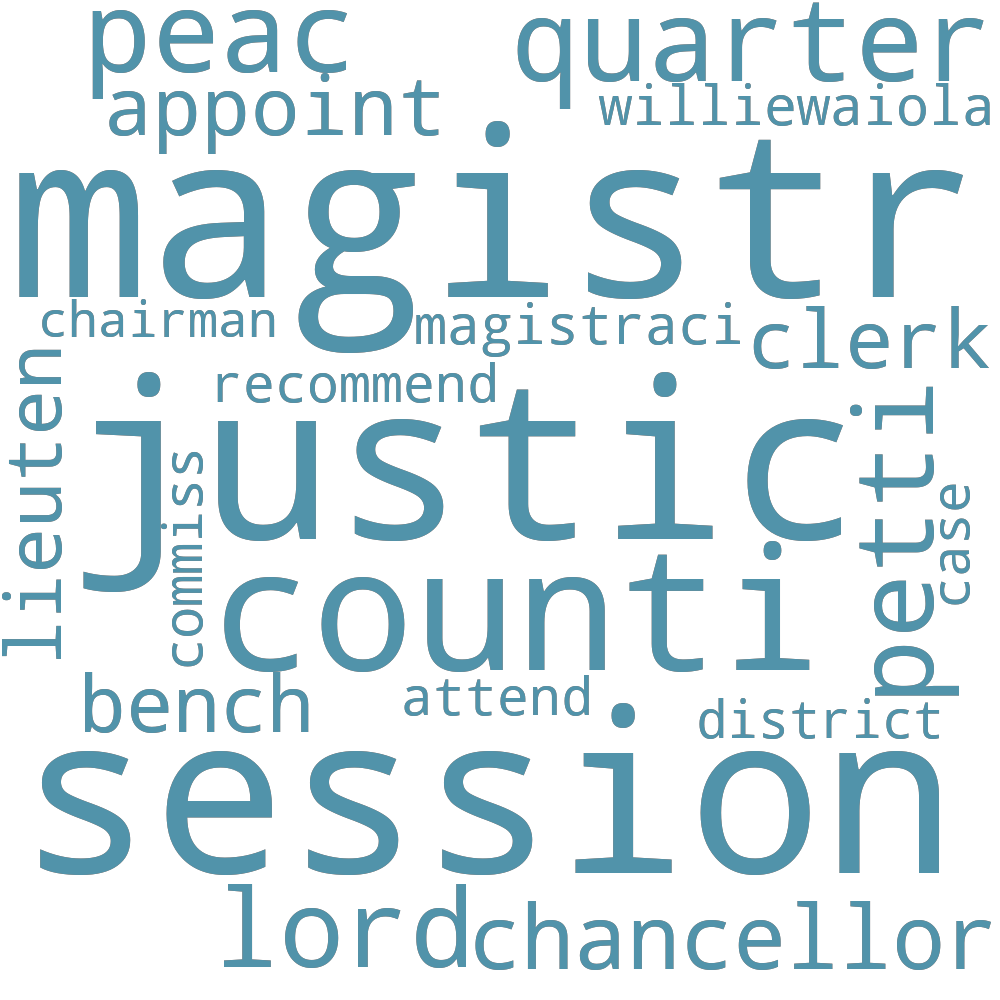 peac
quarter
appoint
williewaiola
magistr
chairman
magistraci
clerk
recommend
lieuten
justic
petti
case
commiss
counti
bench
attend
district
session
lord
chancellor